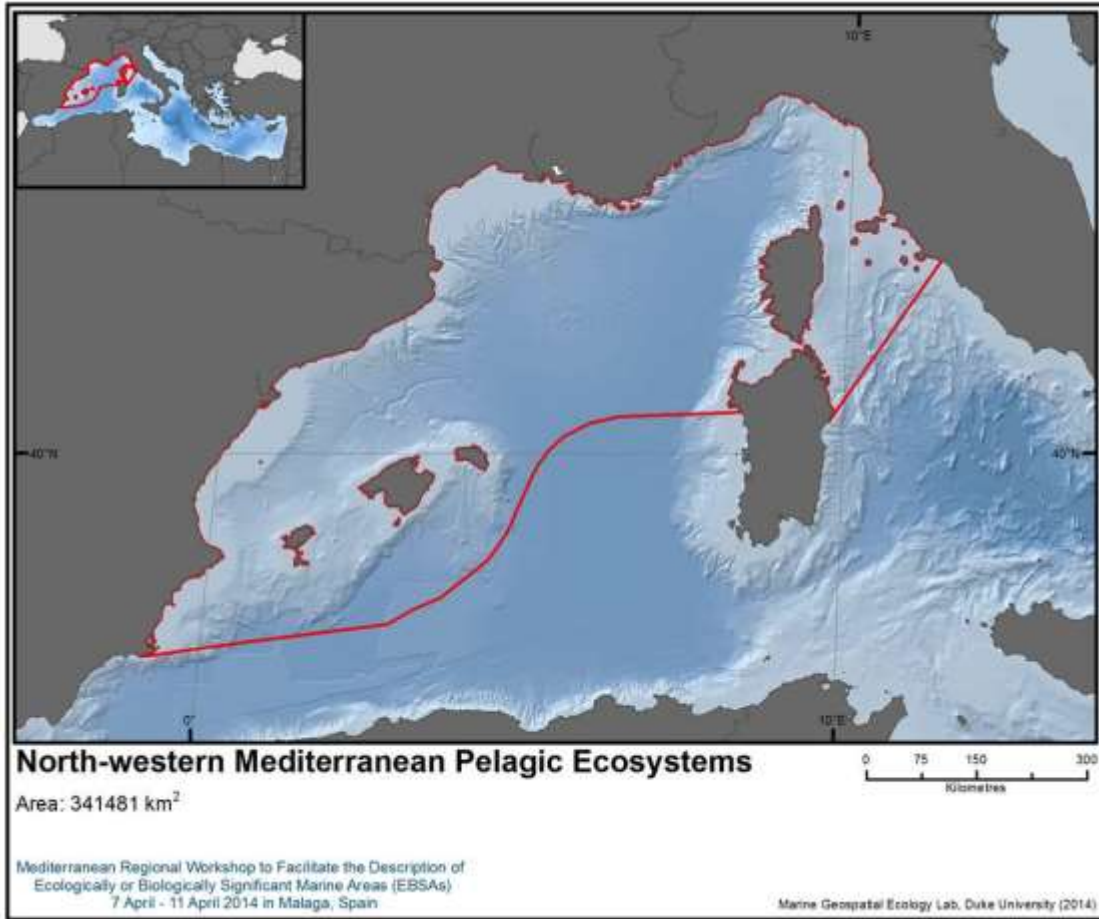 10°E
40°N
40°N
0°
10°E
North-western Mediterranean Pelagic Ecosystems
0 75 150 300
Kilometres
Area: 341481 km²
Mediterranean Regional Workshop to Facilitate the Description of
Ecologically or Biologically Significant Marine Areas (EBSAs)
7 April - 11 April 2014 in Malaga, Spain
Marine Geospatial Ecology Lab, Duke University (2014)